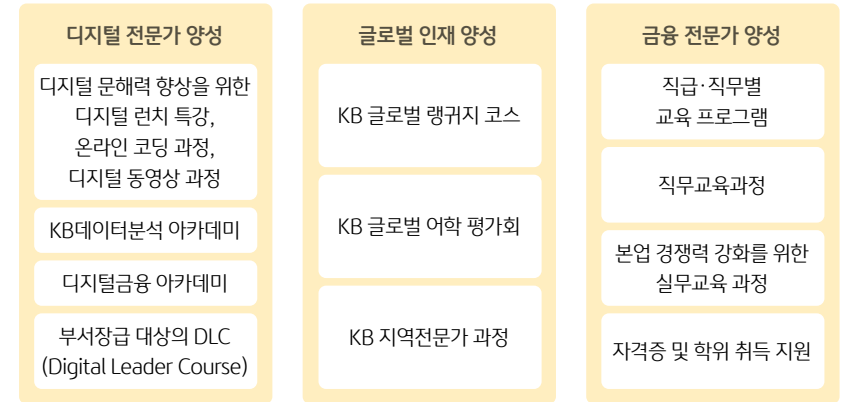 디지털 전문가 양성
디지털 문해력 향상을 위한
디지털 런치 특강,
온라인 코딩 과정,
디지털 동영상 과정
KB데이터분석 아카데미
디지털금융 아카데미
부서장급 대상의 DLC
(Digital Leader Course)
글로벌 인재 양성
KB 글로벌 랭귀지 코스
KB 글로벌 어학 평가회
KB 지역전문가 과정
금융 전문가 양성
직급·직무별
교육 프로그램
직무교육과정
본업 경쟁력 강화를 위한
실무교육 과정
자격증 및 학위 취득 지원